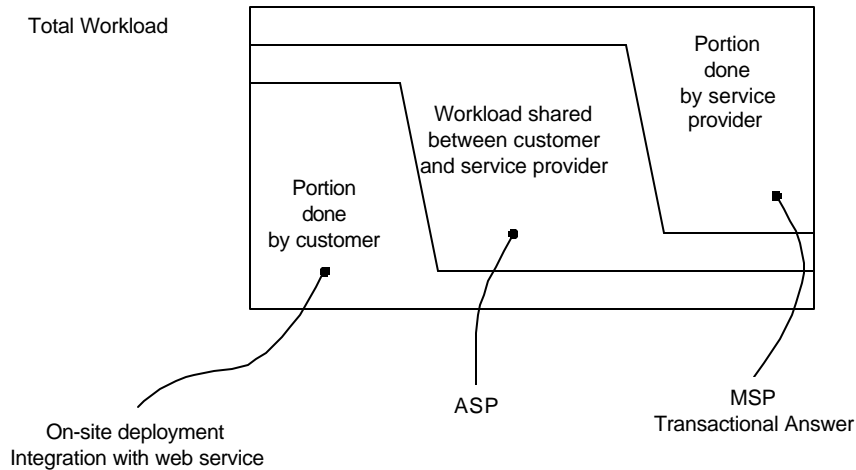 Total Workload
Portion
done
by service
provider
Workload shared
between customer
and service provider
Portion
done
by customer
ASP
MSP
Transactional Answer
On-site deployment
Integration with web service